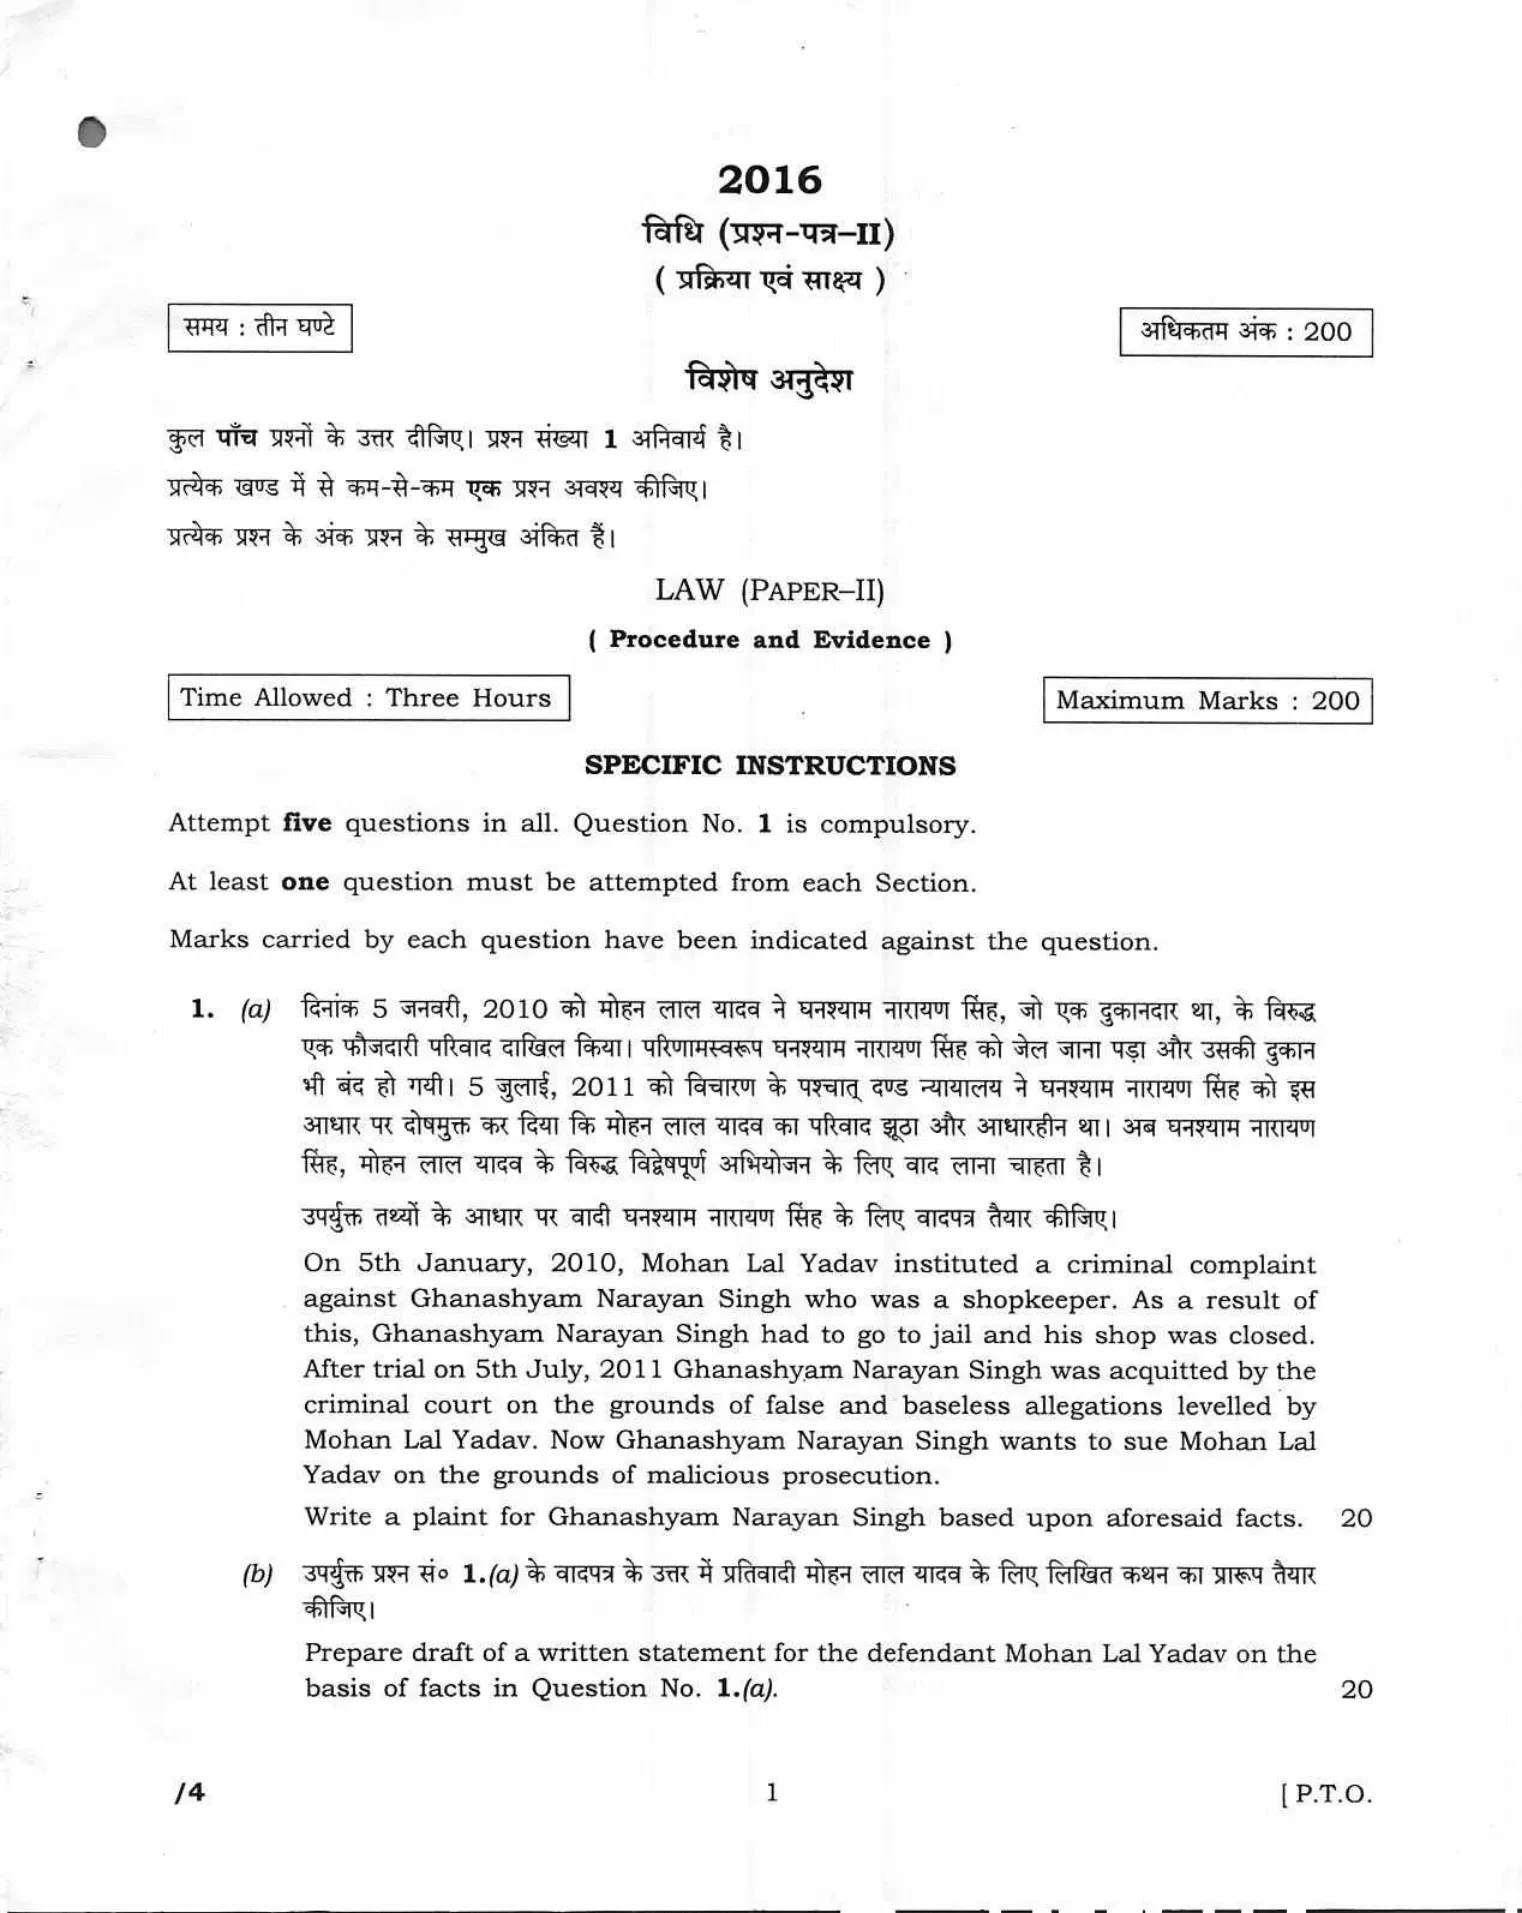 2016
विधि (प्रश्न-पत्र–II)
( प्रक्रिया एवं साक्ष्य )
समय : तीन घण्टे
अधिकतम अंक : 200
विशेष अनुदेश
कुल पाँच प्रश्नों के उत्तर दीजिए। प्रश्न संख्या 1 अनिवार्य है।
प्रत्येक खण्ड में से कम-से-कम एक प्रश्न अवश्य कीजिए।
प्रत्येक प्रश्न के अंक प्रश्न के सम्मुख अंकित हैं।
LAW (PAPER–II)
( Procedure and Evidence )
Time Allowed : Three Hours
Maximum Marks : 200
SPECIFIC INSTRUCTIONS
Attempt five questions in all. Question No. 1 is compulsory.
At least one question must be attempted from each Section.
Marks carried by each question have been indicated against the question.
1. (a) दिनांक 5 जनवरी, 2010 को मोहन लाल यादव ने घनश्याम नारायण सिंह, जो एक दुकानदार था, के विरुद्ध
एक फौजदारी परिवाद दाखिल किया। परिणामस्वरूप घनश्याम नारायण सिंह को जेल जाना पड़ा और उसकी दुकान
भी बंद हो गयी। 5 जुलाई, 2011 को विचारण के पश्चात् दण्ड न्यायालय ने घनश्याम नारायण सिंह को इस
आधार पर दोषमुक्त कर दिया कि मोहन लाल यादव का परिवाद झूठा और आधारहीन था। अब घनश्याम नारायण
सिंह, मोहन लाल यादव के विरुद्ध विद्वेषपूर्ण अभियोजन के लिए वाद लाना चाहता है।
उपर्युक्त तथ्यों के आधार पर वादी घनश्याम नारायण सिंह के लिए वादपत्र तैयार कीजिए।
On 5th January, 2010, Mohan Lal Yadav instituted a criminal complaint
against Ghanashyam Narayan Singh who was a shopkeeper. As a result of
this, Ghanashyam Narayan Singh had to go to jail and his shop was closed.
After trial on 5th July, 2011 Ghanashyam Narayan Singh was acquitted by the
criminal court on the grounds of false and baseless allegations levelled by
Mohan Lal Yadav. Now Ghanashyam Narayan Singh wants to sue Mohan Lal
Yadav on the grounds of malicious prosecution.
Write a plaint for Ghanashyam Narayan Singh based upon aforesaid facts. 20
(b) उपर्युक्त प्रश्न सं० 1.(a) के वादपत्र के उत्तर में प्रतिवादी मोहन लाल यादव के लिए लिखित कथन का प्रारूप तैयार
कीजिए।
Prepare draft of a written statement for the defendant Mohan Lal Yadav on the
basis of facts in Question No. 1.(a). 20
/4 1 [ P.T.O.